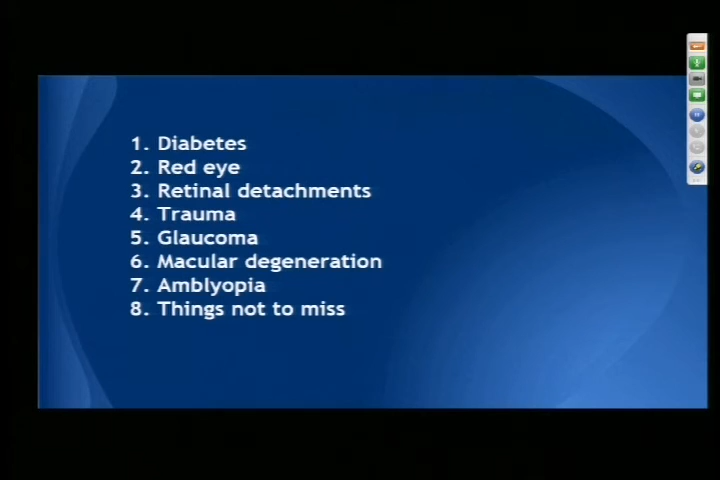 1. Diabetes
2. Red eye
3. Retinal detachments
4. Trauma
5. Glaucoma
6. Macular degeneration
7. Amblyopia
8. Things not to miss